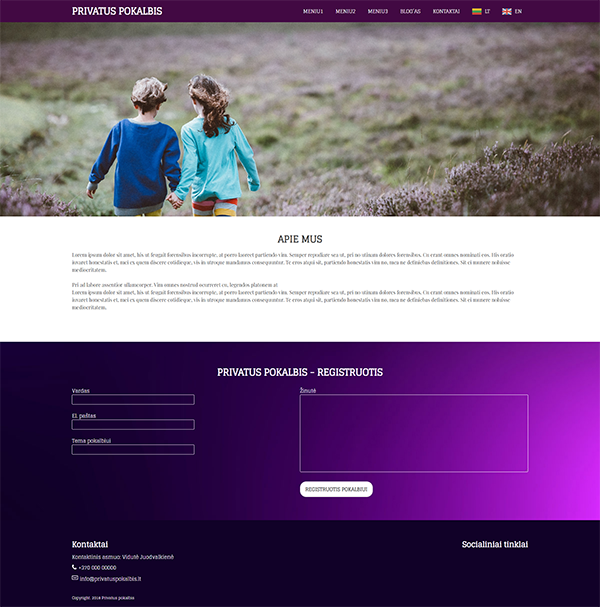 PRIVATUS POKALBIS
MENIU1 MENIU2 MENIU3 BLOG'AS KONTAKTAI LT EN
APIE MUS
Lorem ipsum dolor sit amet, his ut feugait forensibus incorrupte, at porro laoreet partiendo vim. Semper repudiare sea ut, pri no utinam dolores forensibus. Cu erant omnes nominati eos. His oratio
iuvaret honestatis ei, mei ex quem discere cotidieque, vis in utroque mandamus consequuntur. Te eros atqui sit, partiendo honestatis vim no, mea ne definiebas definitiones. Sit ei munere noluisse
mediocritatem.
Pri ad labore assentior ullamcorper. Vim omnes nostrud ocurreret cu, legendos platonem at
Lorem ipsum dolor sit amet, his ut feugait forensibus incorrupte, at porro laoreet partiendo vim. Semper repudiare sea ut, pri no utinam dolores forensibus. Cu erant omnes nominati eos. His oratio
iuvaret honestatis ei, mei ex quem discere cotidieque, vis in utroque mandamus consequuntur. Te eros atqui sit, partiendo honestatis vim no, mea ne definiebas definitiones. Sit ei munere noluisse
mediocritatem.
PRIVATUS POKALBIS – REGISTRUOTIS
Vardas
El. paštas
Tema pokalbiui
Žinutė
REGISTRUOTIS POKALBIUI
Kontaktai
Kontaktinis asmuo: Vidutė Juodvalkienė
+370 000 00000
info@privatuspokalbis.lt
Socialiniai tinklai
Copyright. 2018 Privatus pokalbis